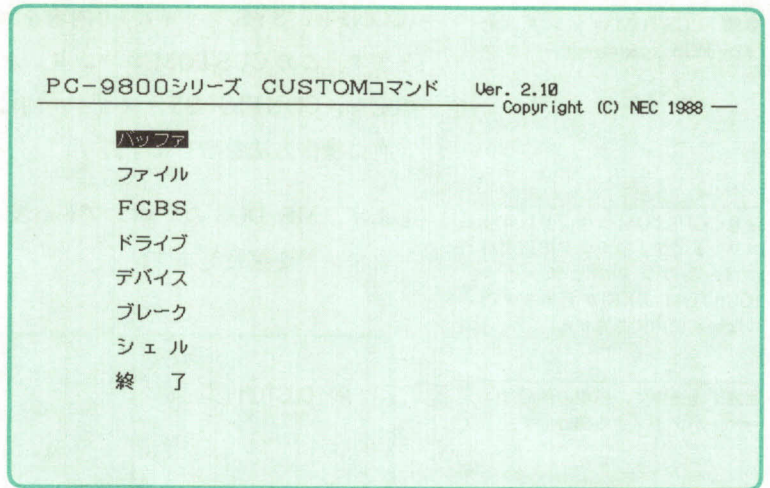 PC-9800シリーズ CUSTOMコマンド Ver. 2.10
Copyright (C) NEC 1988
バッファ
ファイル
FCBS
ドライブ
デバイス
ブレーク
シェル
終 了